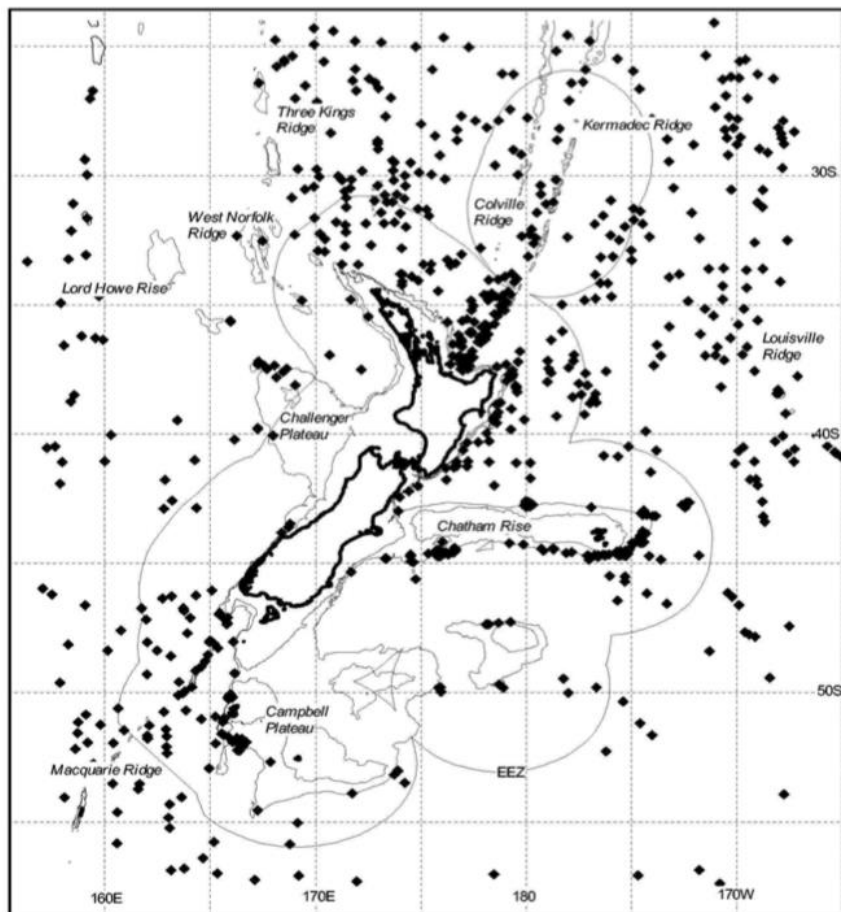 Three Kings
Ridge
Kermadec Ridge
30S
Colville
Ridge
West Norfolk
Ridge
Lord Howe Rise
Louisville
Ridge
Challenger
Plateau
40S
Chatham Rise
50S
Campbell
Plateau
Macquarie Ridge
EEZ
160E
170E
180
170W